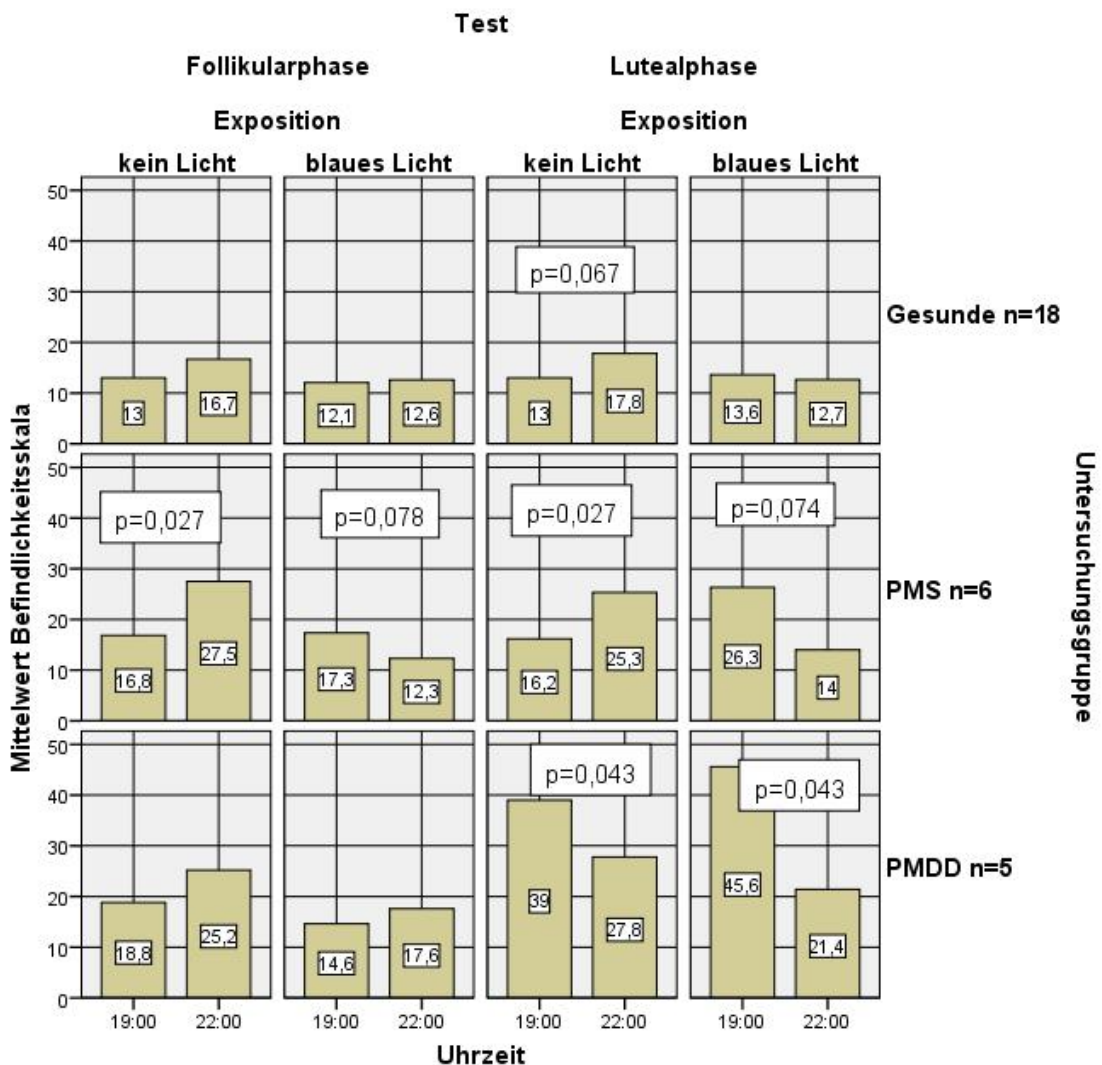 Test
Follikularphase Lutealphase
Exposition Exposition
kein Licht blaues Licht kein Licht blaues Licht
Mittelwert Befindlichkeitsskala
50
40
30
20
10
0
13 16,7
12,1 12,6
p=0,067
13 17,8
13,6 12,7
Gesunde n=18
50
40
30
20
10
0
p=0,027
16,8 27,5
p=0,078
17,3 12,3
p=0,027
16,2 25,3
p=0,074
26,3 14
PMS n=6
50
40
30
20
10
0
18,8 25,2
14,6 17,6
p=0,043
39 27,8
p=0,043
45,6 21,4
PMDD n=5
Untersuchungsgruppe
19:00 22:00 19:00 22:00 19:00 22:00 19:00 22:00
Uhrzeit